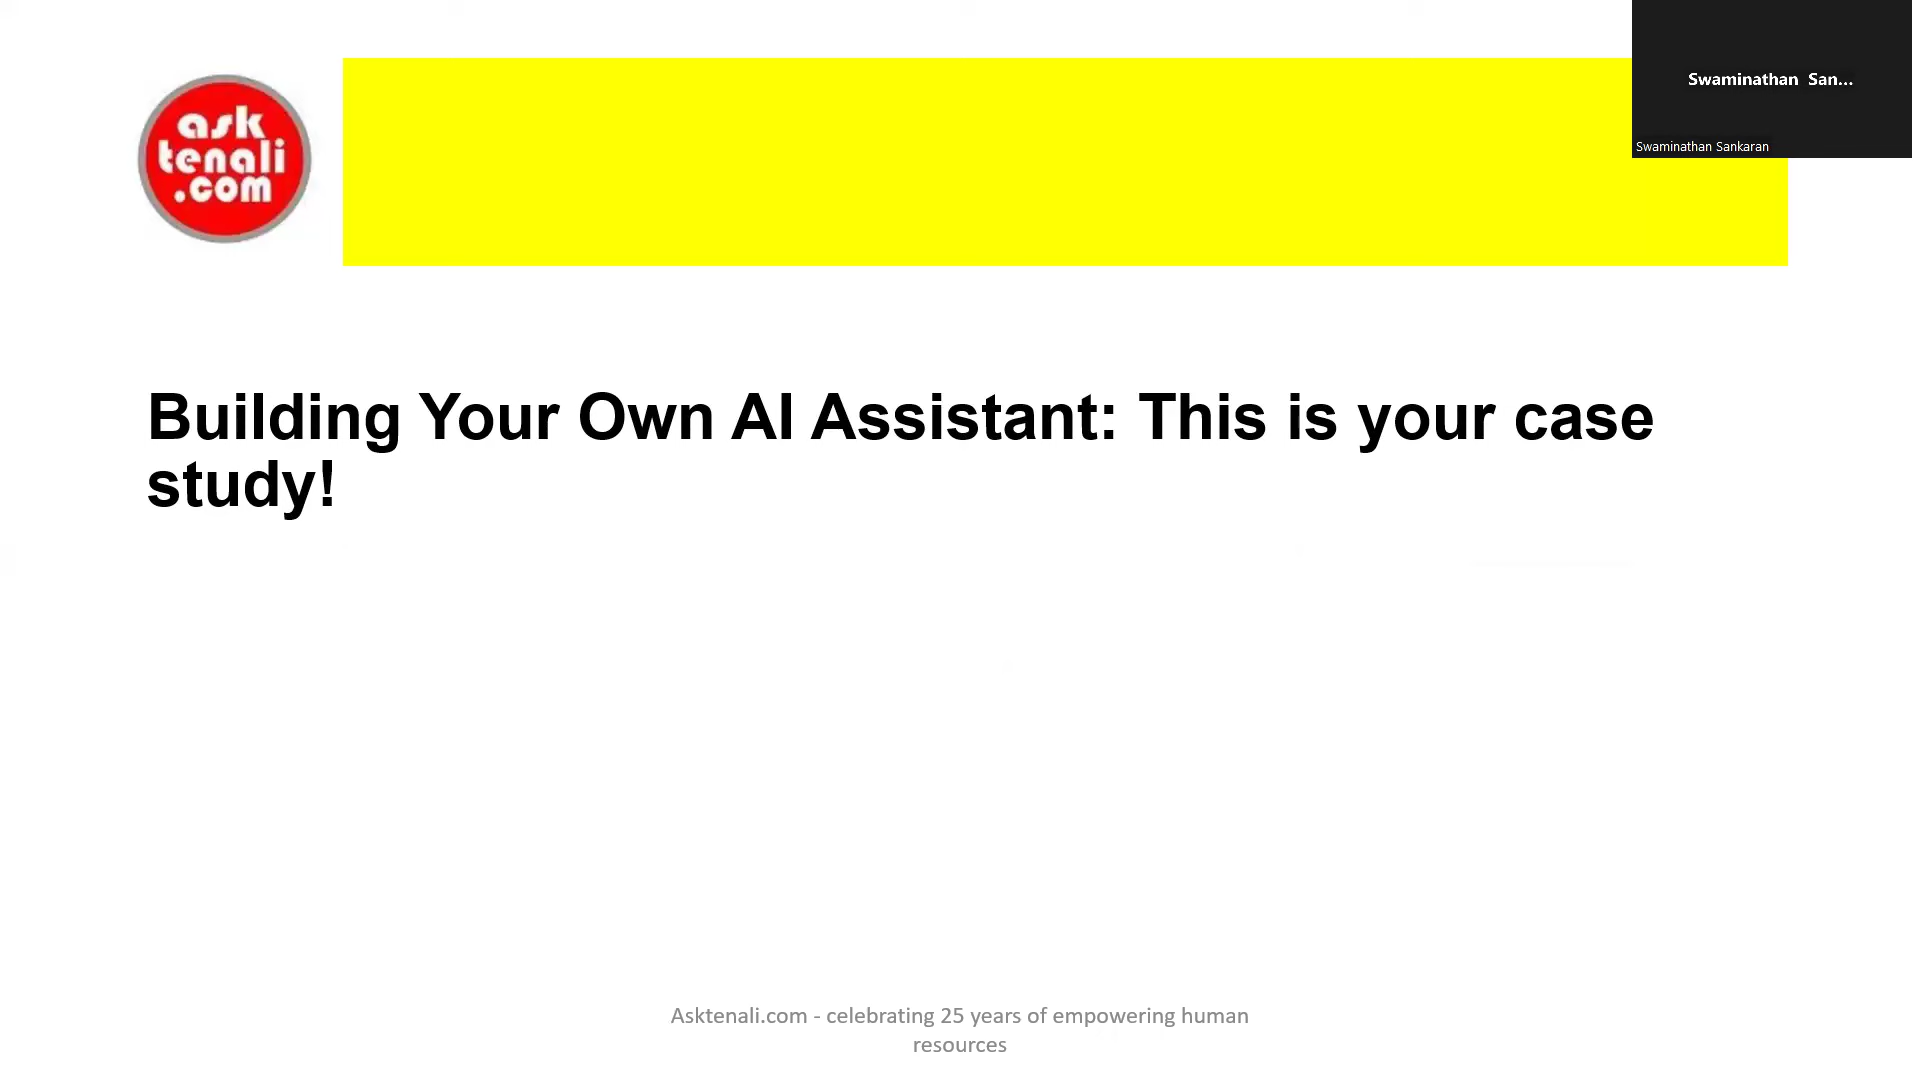 ask
tenali
.com
Swaminathan San...
Swaminathan Sankaran
Building Your Own AI Assistant: This is your case
study!
Asktenali.com - celebrating 25 years of empowering human
resources